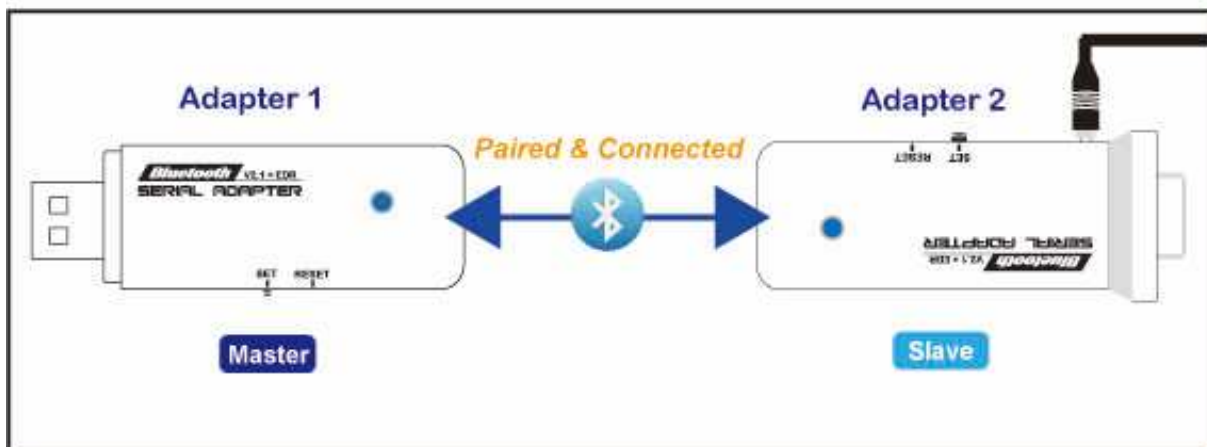 Adapter 1
Adapter 2
Paired & Connected
Bluetooth V2.1 + EDR
SERIAL ADAPTER
SET RESET
RESET SET
Bluetooth V2.1 + EDR
SERIAL ADAPTER
Master
Slave